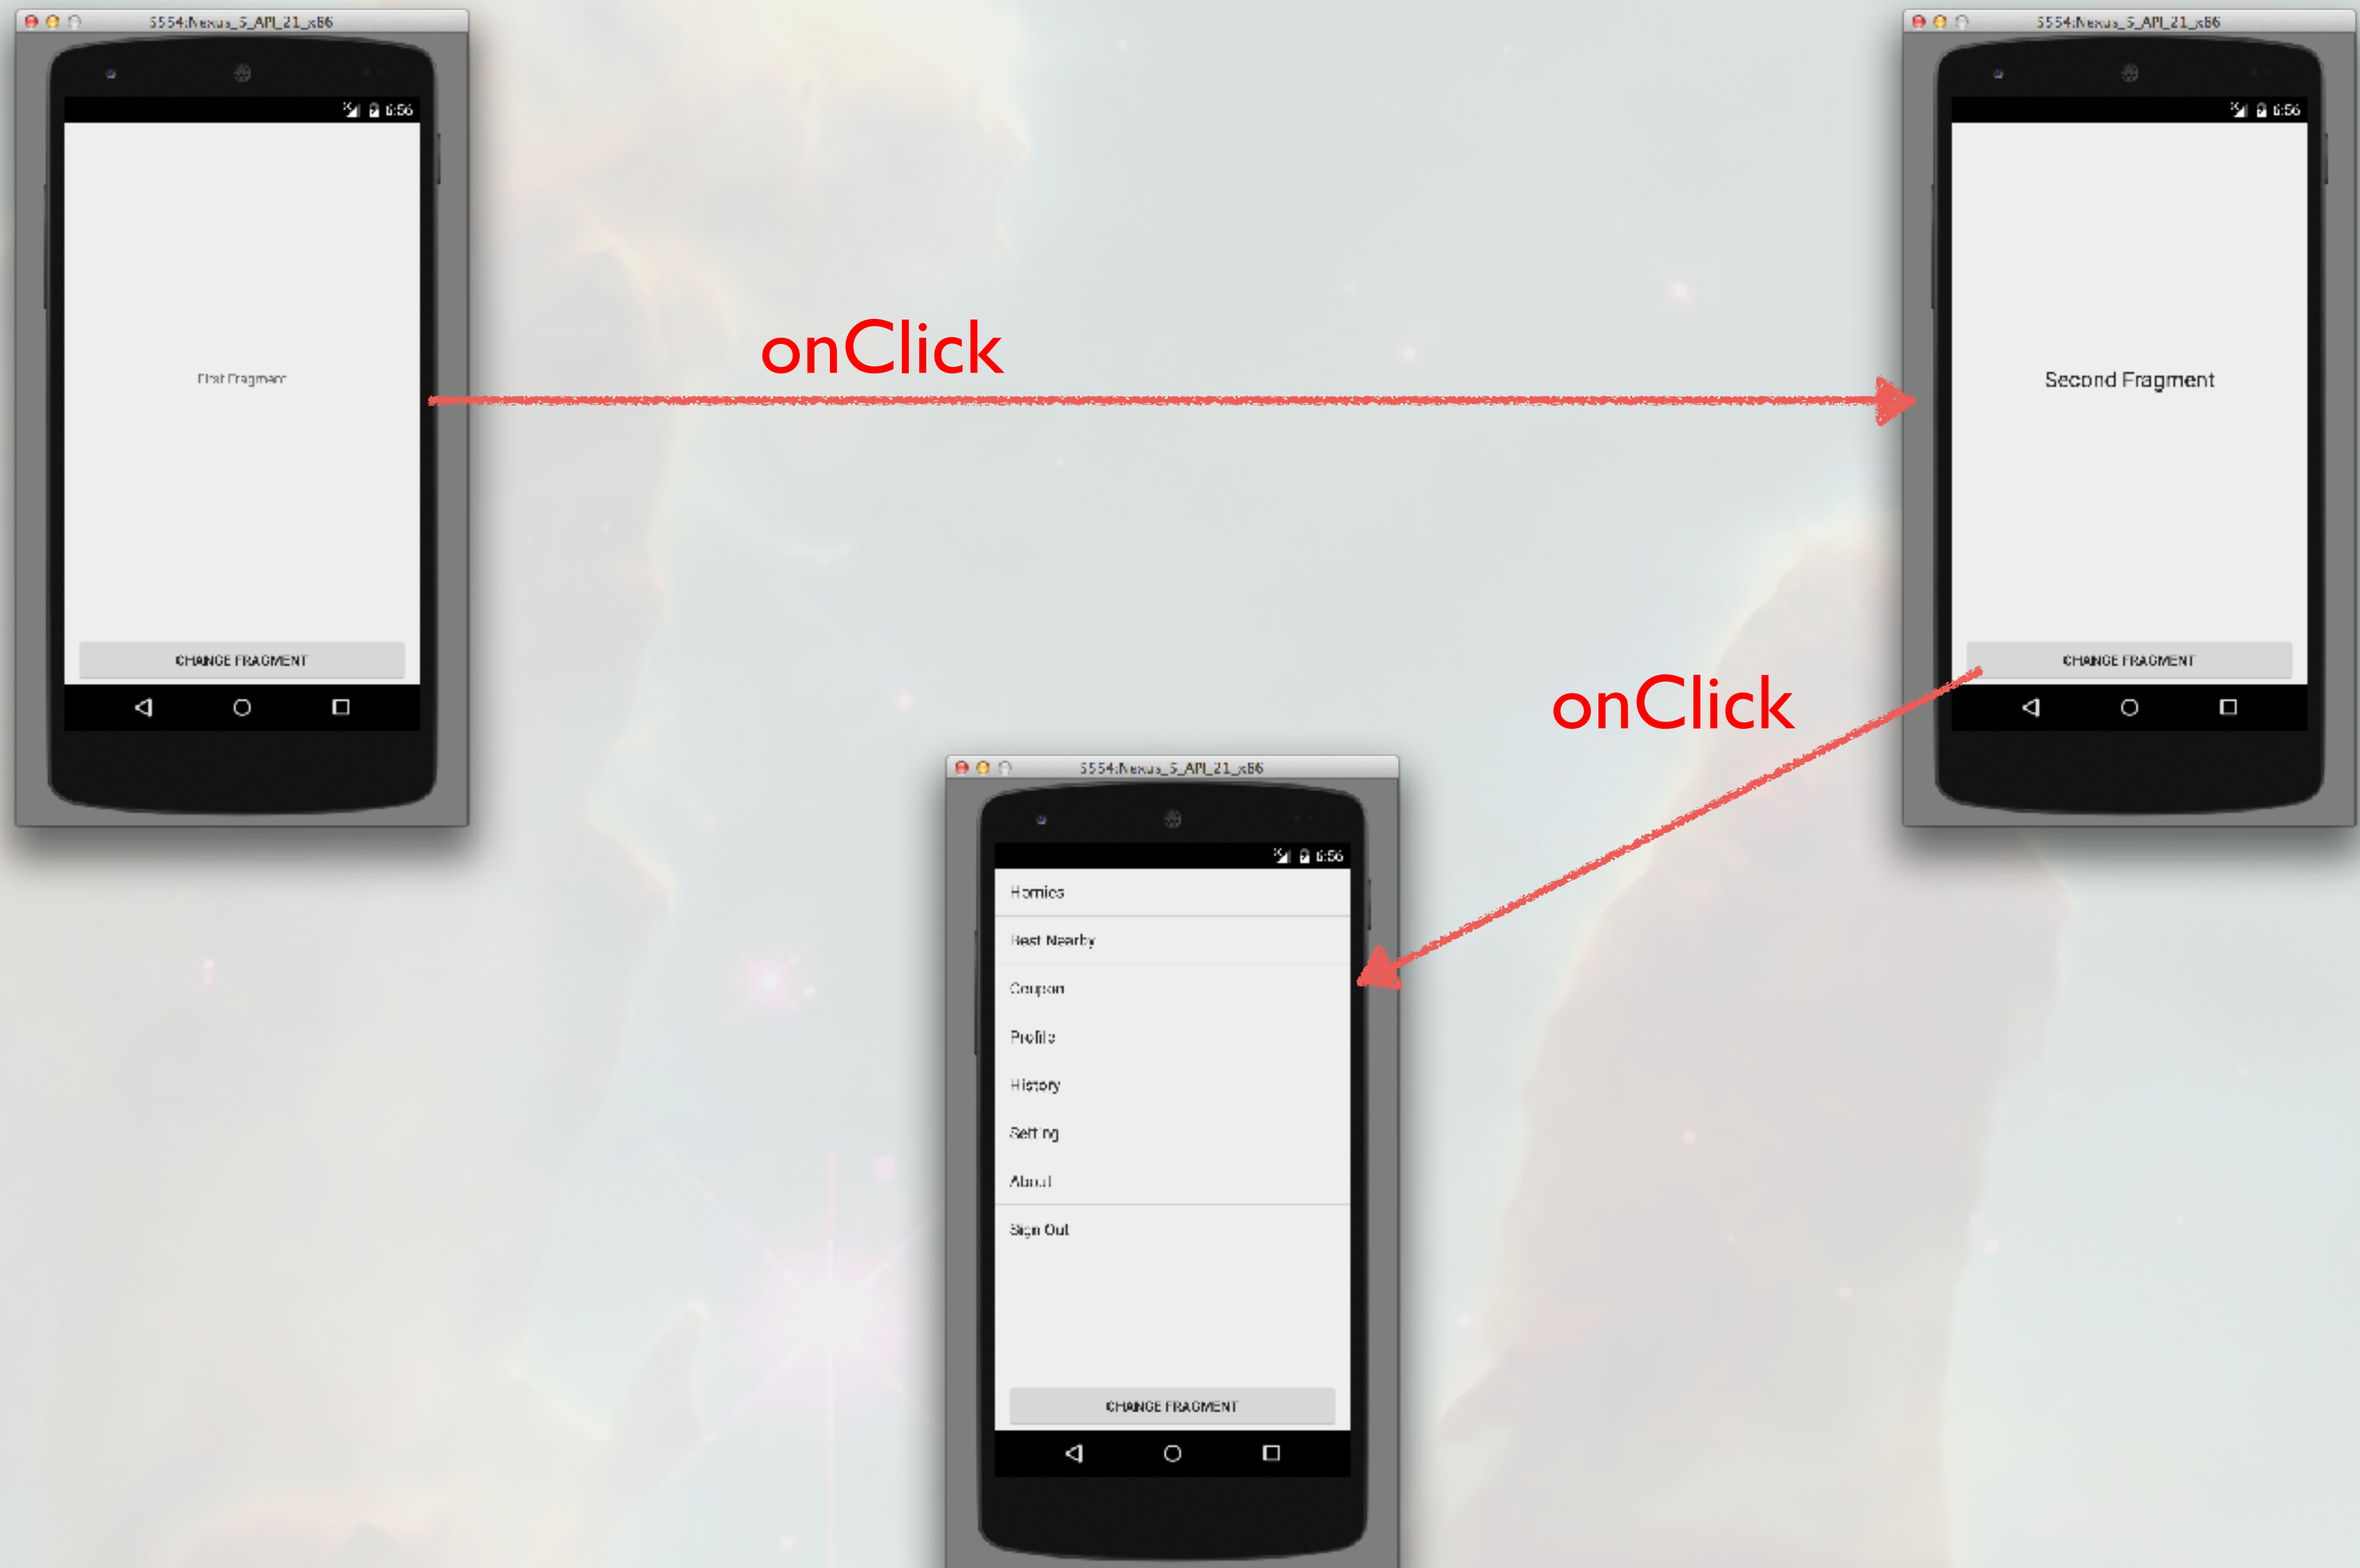 5554:Nexus_5_API_21_x86
6:56
First Fragment
CHANGE FRAGMENT
onClick
5554:Nexus_5_API_21_x86
6:56
Second Fragment
CHANGE FRAGMENT
onClick
5554:Nexus_5_API_21_x86
6:56
Homies
Best Nearby
Coupon
Profile
History
Setting
About
Sign Out
CHANGE FRAGMENT